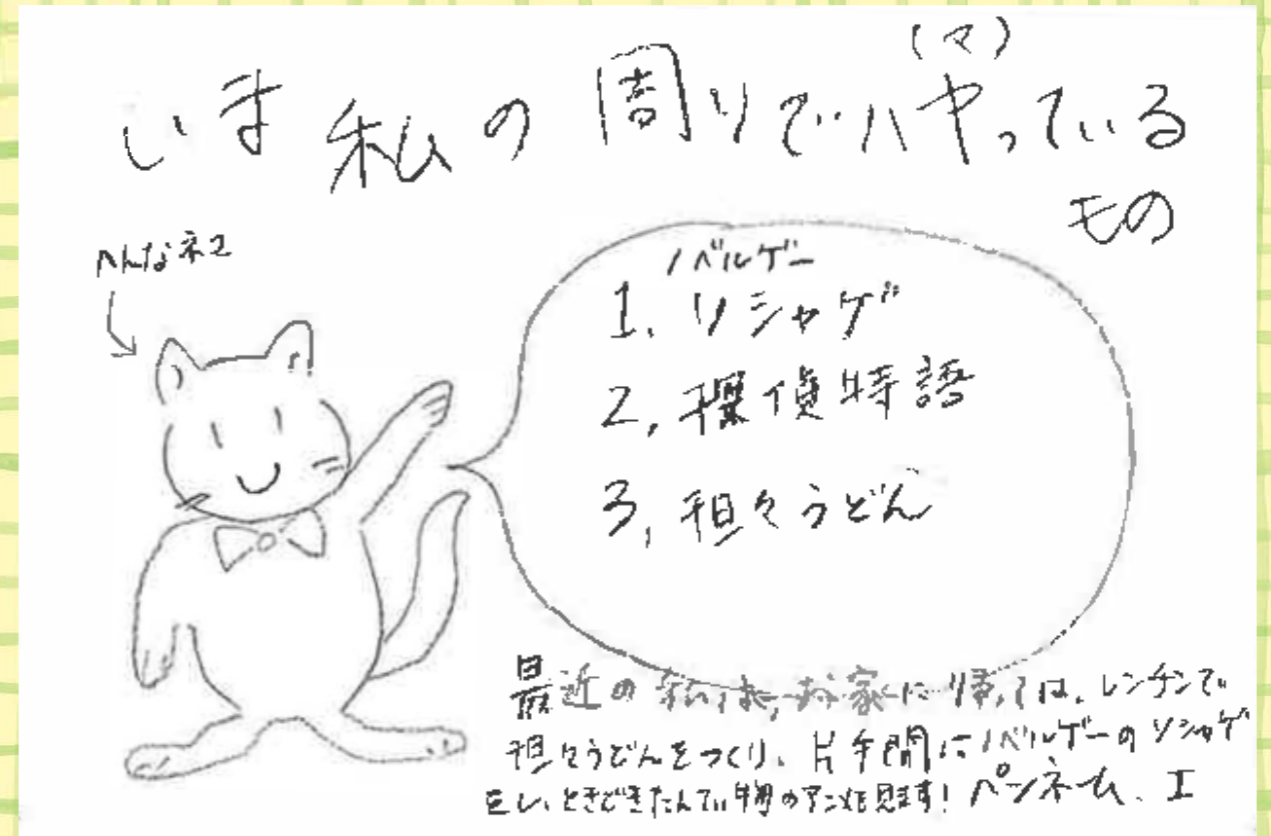 (マ)
いま私の周りでハヤっている
もの
へんなネコ
ノベルゲー
1, ソシャゲ
2, 探偵特語
3, 担々うどん
最近の私は、お家に帰っては、レンチンで
担々うどんをつくり、片手間にノベルゲーのソシャゲ
をし、ときどきたんてい物のアニメを見ます! ペンネーム、エ